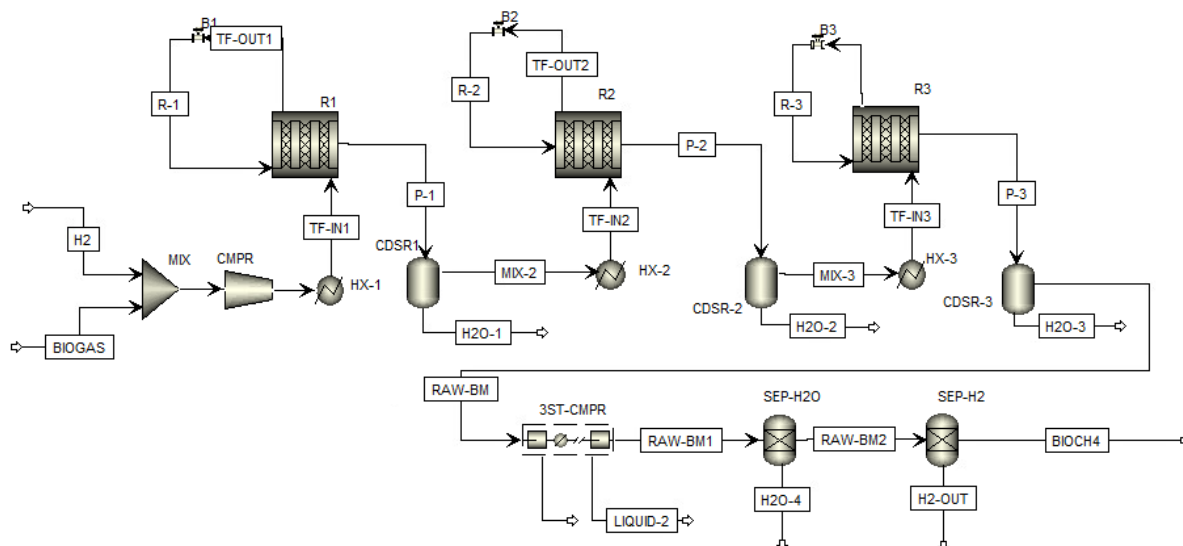 B1
TF-OUT1
R-1
R1
P-1
TF-IN1
H2
MIX
CMPR
HX-1
BIOGAS
CDSR1
MIX-2
H2O-1
B2
TF-OUT2
R-2
R2
P-2
TF-IN2
HX-2
CDSR-2
MIX-3
H2O-2
B3
R-3
R3
P-3
TF-IN3
HX-3
CDSR-3
H2O-3
RAW-BM
3ST-CMPR
RAW-BM1
LIQUID-2
SEP-H2O
RAW-BM2
H2O-4
SEP-H2
BIOCH4
H2-OUT